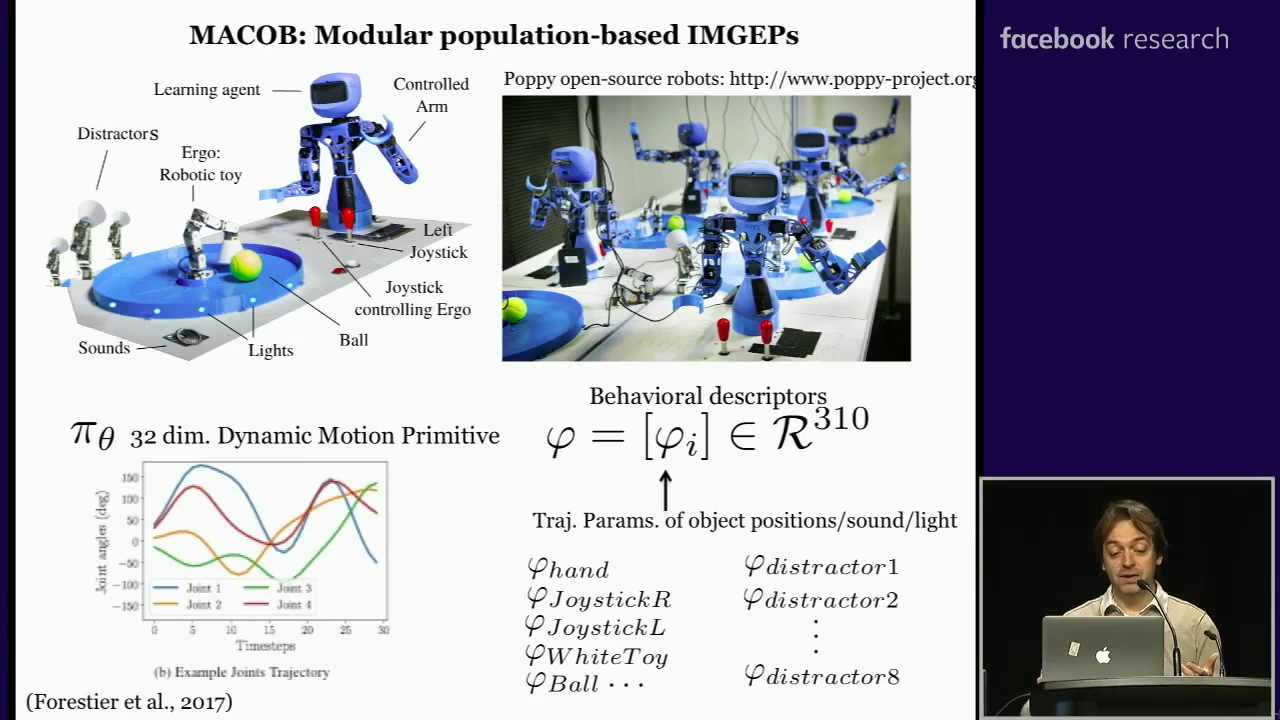 MACOB: Modular population-based IMGEPs
facebook research
Poppy open-source robots: http://www.poppy-project.org
Learning agent
Controlled
Arm
Distractors
Ergo:
Robotic toy
Left
Joystick
Joystick
controlling Ergo
Ball
Lights
Sounds
Behavioral descriptors
πθ 32 dim. Dynamic Motion Primitive
φ = [φi] ∈ R^310
Traj. Params. of object positions/sound/light
φhand
φJoystickR
φJoystickL
φWhiteToy
φBall ···
φdistractor1
φdistractor2
⋮
φdistractor8
Joint angles (deg)
150
100
50
0
−50
−100
−150
Joint 1
Joint 2
Joint 3
Joint 4
0 5 10 15 20 25 30
Timesteps
(b) Example Joints Trajectory
(Forestier et al., 2017)